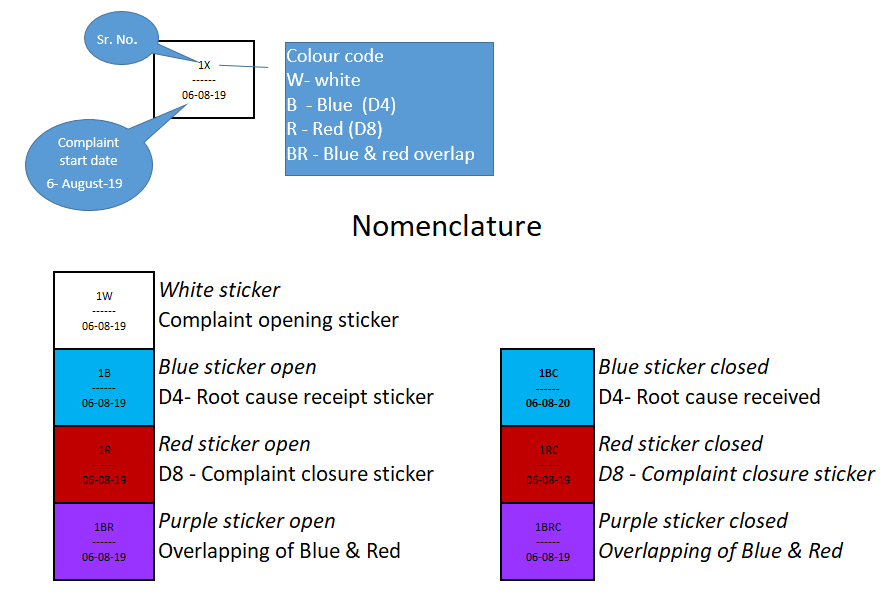 Sr. No.
1X
------
06-08-19
Colour code
W- white
B - Blue (D4)
R - Red (D8)
BR - Blue & red overlap
Complaint
start date
6- August-19
Nomenclature
1W
------
06-08-19
White sticker
Complaint opening sticker
1B
------
06-08-19
Blue sticker open
D4- Root cause receipt sticker
1BC
------
06-08-20
Blue sticker closed
D4- Root cause received
1R
------
06-08-19
Red sticker open
D8 - Complaint closure sticker
1RC
------
06-08-19
Red sticker closed
D8 - Complaint closure sticker
1BR
------
06-08-19
Purple sticker open
Overlapping of Blue & Red
1BRC
------
06-08-19
Purple sticker closed
Overlapping of Blue & Red